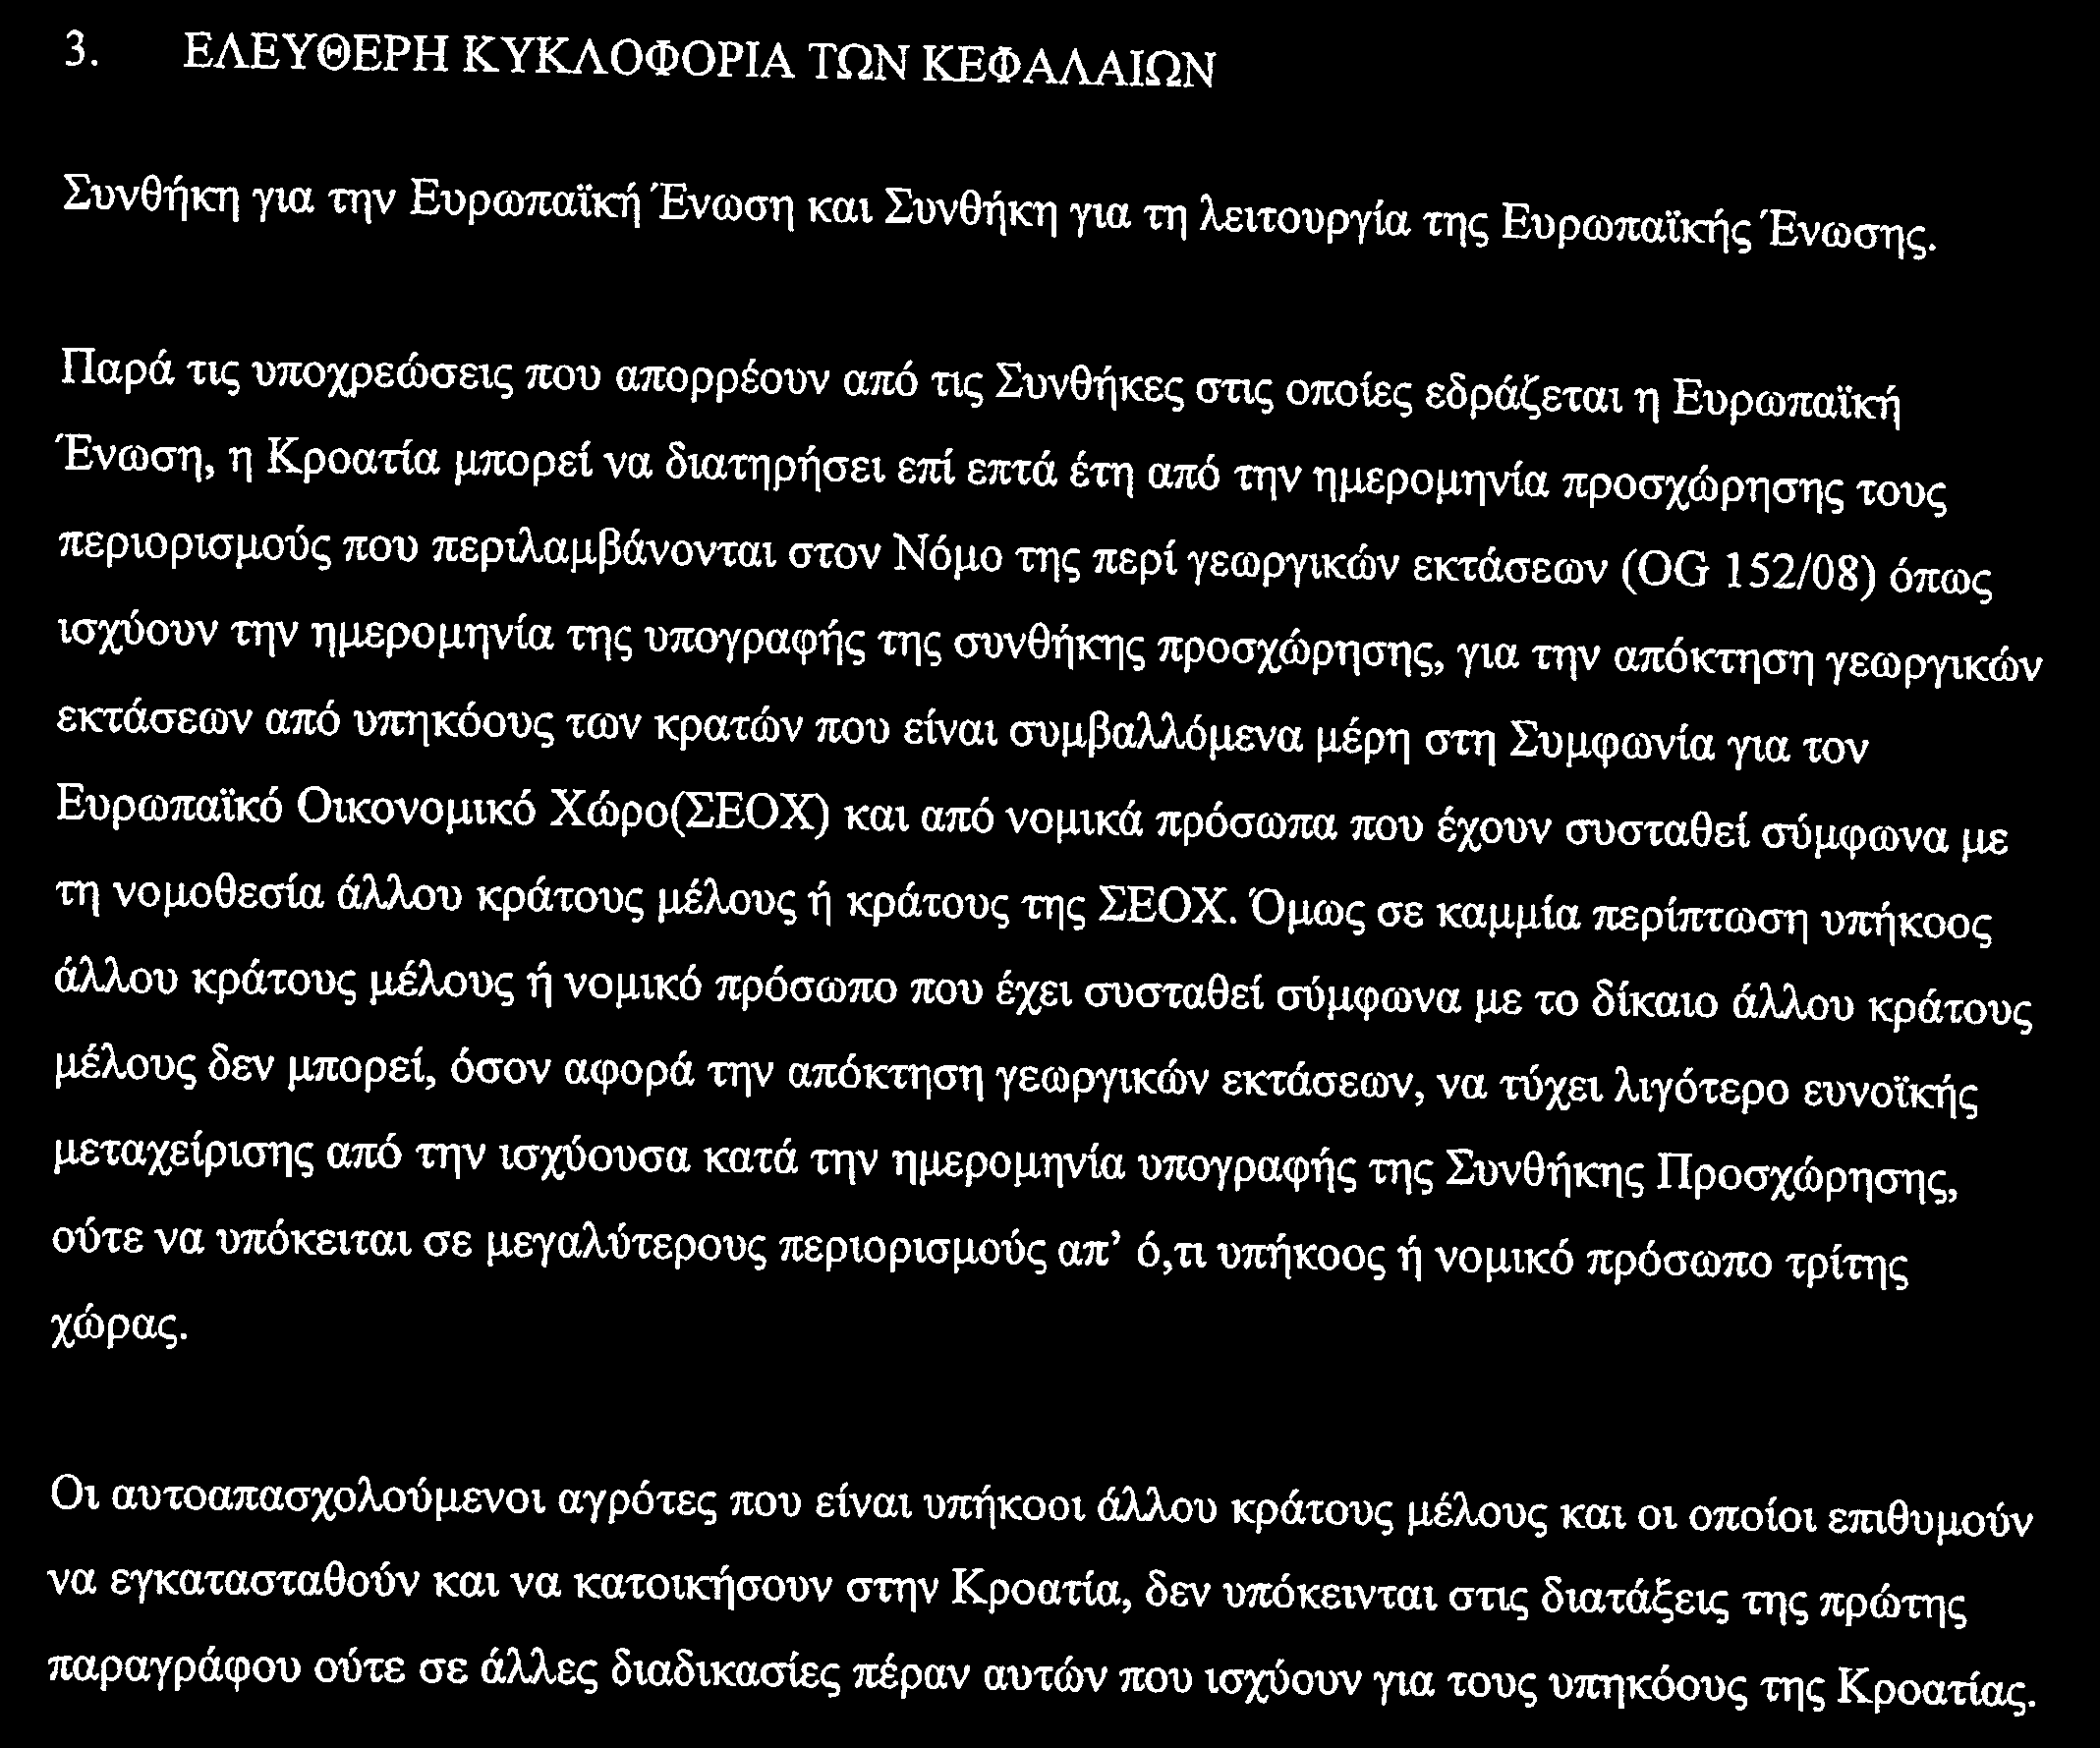 3. ΕΛΕΥΘΕΡΗ ΚΥΚΛΟΦΟΡΙΑ ΤΩΝ ΚΕΦΑΛΑΙΩΝ
Συνθήκη για την Ευρωπαϊκή Ένωση και Συνθήκη για τη λειτουργία της Ευρωπαϊκής Ένωσης.
Παρά τις υποχρεώσεις που απορρέουν από τις Συνθήκες στις οποίες εδράζεται η Ευρωπαϊκή
Ένωση, η Κροατία μπορεί να διατηρήσει επί επτά έτη από την ημερομηνία προσχώρησης τους
περιορισμούς που περιλαμβάνονται στον Νόμο της περί γεωργικών εκτάσεων (OG 152/08) όπως
ισχύουν την ημερομηνία της υπογραφής της συνθήκης προσχώρησης, για την απόκτηση γεωργικών
εκτάσεων από υπηκόους των κρατών που είναι συμβαλλόμενα μέρη στη Συμφωνία για τον
Ευρωπαϊκό Οικονομικό Χώρο(ΣΕΟΧ) και από νομικά πρόσωπα που έχουν συσταθεί σύμφωνα με
τη νομοθεσία άλλου κράτους μέλους ή κράτους της ΣΕΟΧ. Όμως σε καμμία περίπτωση υπήκοος
άλλου κράτους μέλους ή νομικό πρόσωπο που έχει συσταθεί σύμφωνα με το δίκαιο άλλου κράτους
μέλους δεν μπορεί, όσον αφορά την απόκτηση γεωργικών εκτάσεων, να τύχει λιγότερο ευνοϊκής
μεταχείρισης από την ισχύουσα κατά την ημερομηνία υπογραφής της Συνθήκης Προσχώρησης,
ούτε να υπόκειται σε μεγαλύτερους περιορισμούς απ’ ό,τι υπήκοος ή νομικό πρόσωπο τρίτης
χώρας.
Οι αυτοαπασχολούμενοι αγρότες που είναι υπήκοοι άλλου κράτους μέλους και οι οποίοι επιθυμούν
να εγκατασταθούν και να κατοικήσουν στην Κροατία, δεν υπόκεινται στις διατάξεις της πρώτης
παραγράφου ούτε σε άλλες διαδικασίες πέραν αυτών που ισχύουν για τους υπηκόους της Κροατίας.